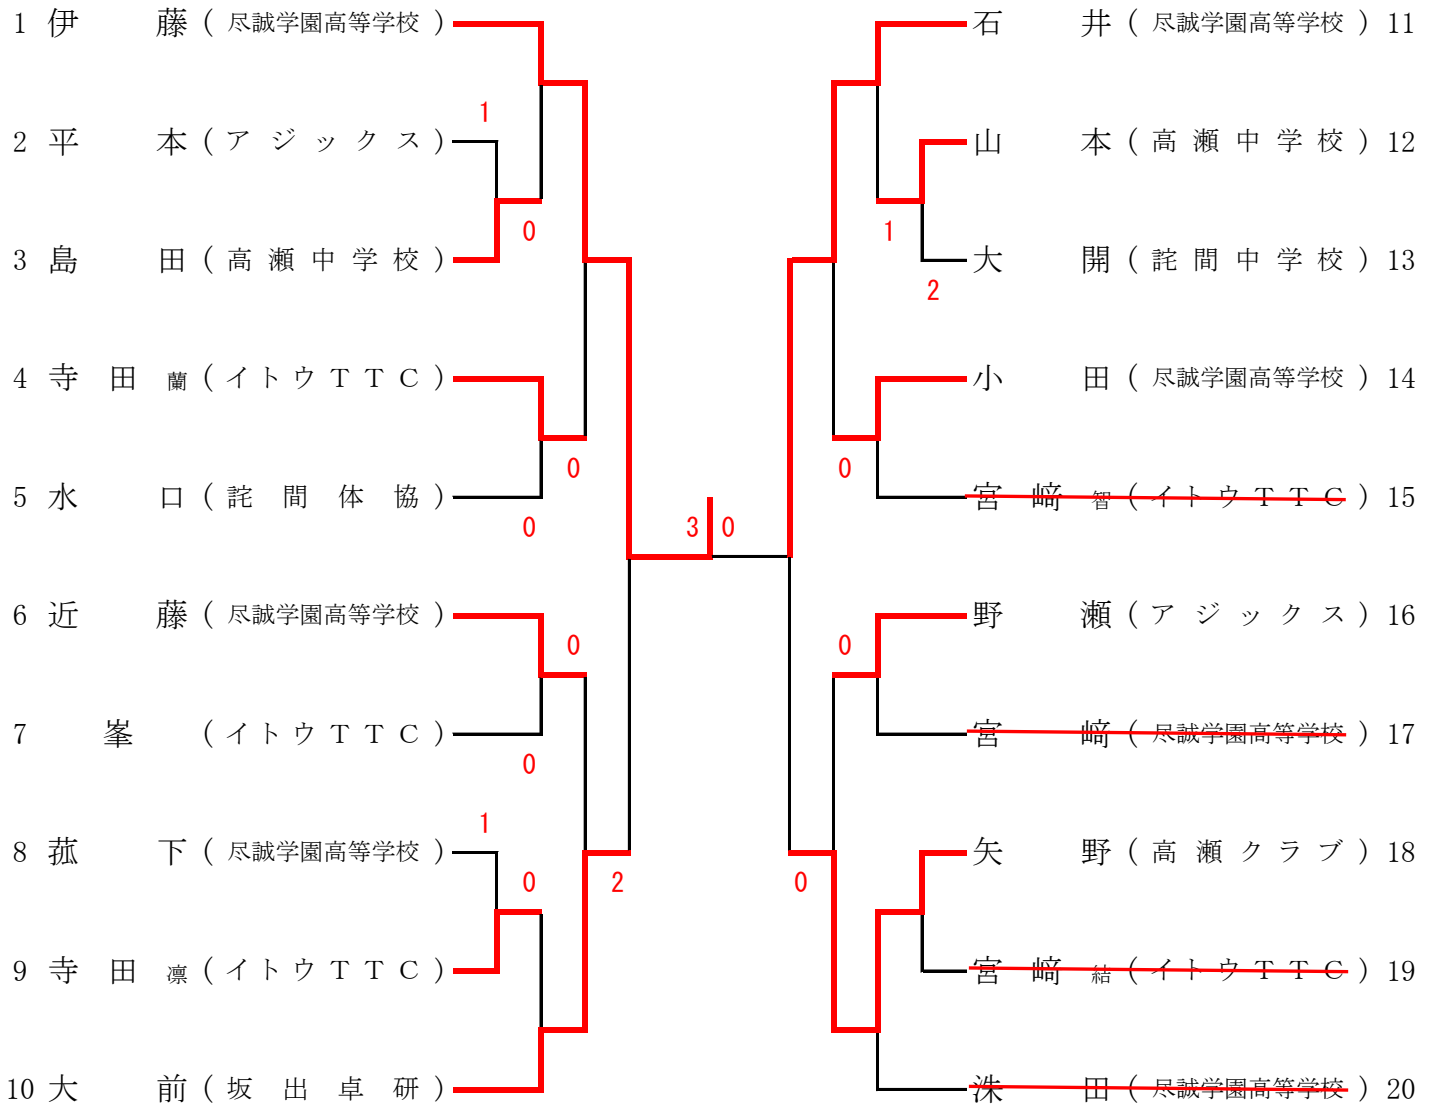 1 伊藤 ( 尽誠学園高等学校 )
石井 ( 尽誠学園高等学校 ) 11
1
2 平本 ( アジックス )
山本 ( 高瀬中学校 ) 12
0
1
3 島田 ( 高瀬中学校 )
大開 ( 詫間中学校 ) 13
2
4 寺田 蘭 ( イトウTTC )
小田 ( 尽誠学園高等学校 ) 14
0
0
5 水口 (詫間体協 )
宮﨑 智 ( イトウTTC ) 15
0
3 0
6 近藤 ( 尽誠学園高等学校 )
野瀬 ( アジックス ) 16
0
0
7 峯 ( イトウTTC )
宮﨑 ( 尽誠学園高等学校 ) 17
0
1
8 菰下 ( 尽誠学園高等学校 )
矢野 ( 高瀬クラブ ) 18
0
2
0
9 寺田 凛 ( イトウTTC )
宮﨑 結 ( イトウTTC ) 19
10 大前 ( 坂出卓研 )
洙田 ( 尽誠学園高等学校 ) 20